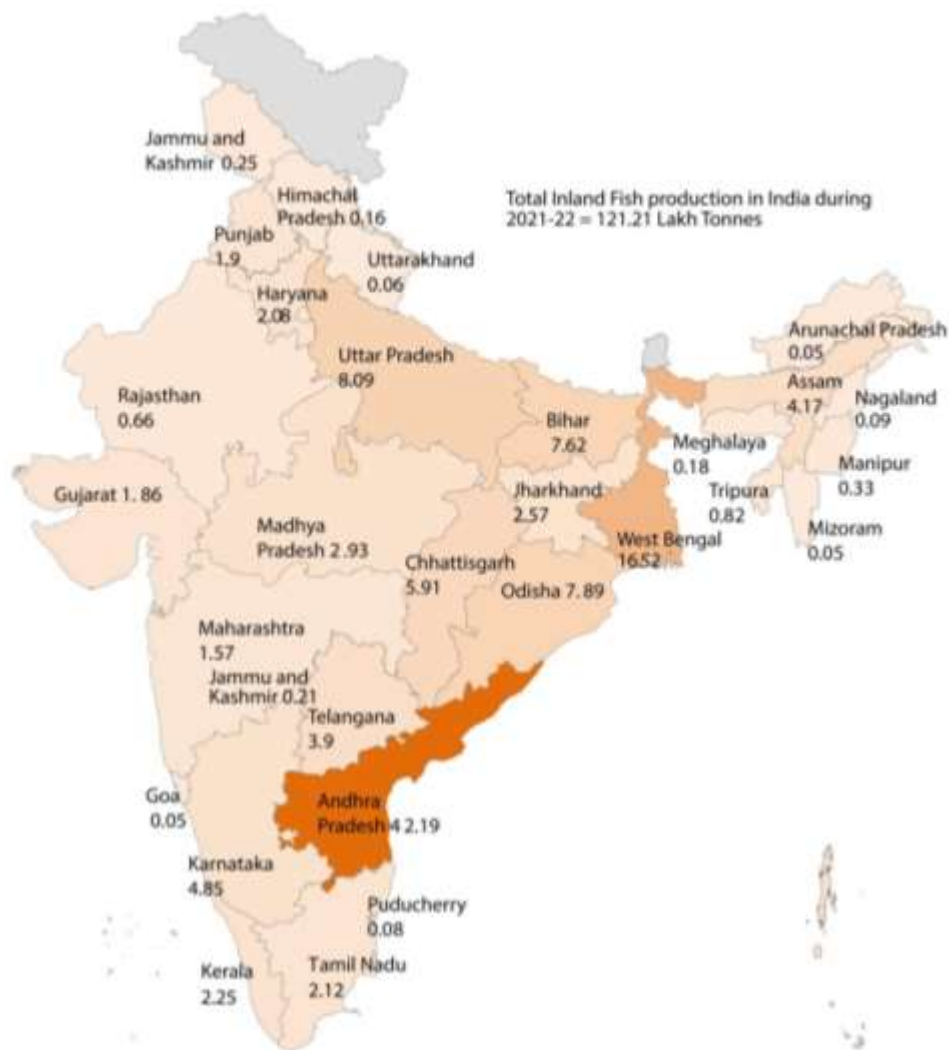 Jammu and
Kashmir 0.25
Himachal
Pradesh 0.16
Total Inland Fish production in India during
2021-22 = 121.21 Lakh Tonnes
Punjab
1.9
Uttarakhand
0.06
Haryana
2.08
Arunachal Pradesh
0.05
Uttar Pradesh
8.09
Assam
4.17
Nagaland
0.09
Rajasthan
0.66
Bihar
7.62
Meghalaya
0.18
Manipur
0.33
Gujarat 1. 86
Jharkhand
2.57
Tripura
0.82
Mizoram
0.05
Madhya
Pradesh 2.93
West Bengal
16.52
Chhattisgarh
5.91
Odisha 7. 89
Maharashtra
1.57
Jammu and
Kashmir 0.21
Telangana
3.9
Goa
0.05
Andhra
Pradesh 4 2.19
Karnataka
4.85
Puducherry
0.08
Kerala
2.25
Tamil Nadu
2.12